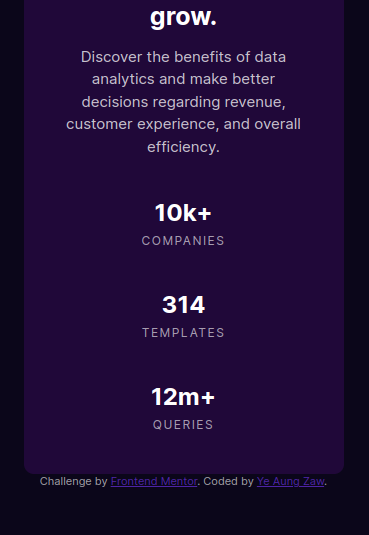 grow.
Discover the benefits of data
analytics and make better
decisions regarding revenue,
customer experience, and overall
efficiency.
10k+
COMPANIES
314
TEMPLATES
12m+
QUERIES
Challenge by Frontend Mentor. Coded by Ye Aung Zaw.